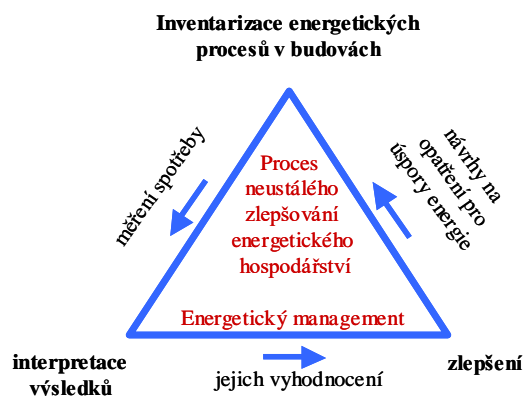 Inventarizace energetických
procesů v budovách
měření spotřeby
návrhy na
opatření pro
úspory energie
Proces
neustálého
zlepšování
energetického
hospodářství
Energetický management
interpretace
výsledků
jejich vyhodnocení
zlepšení